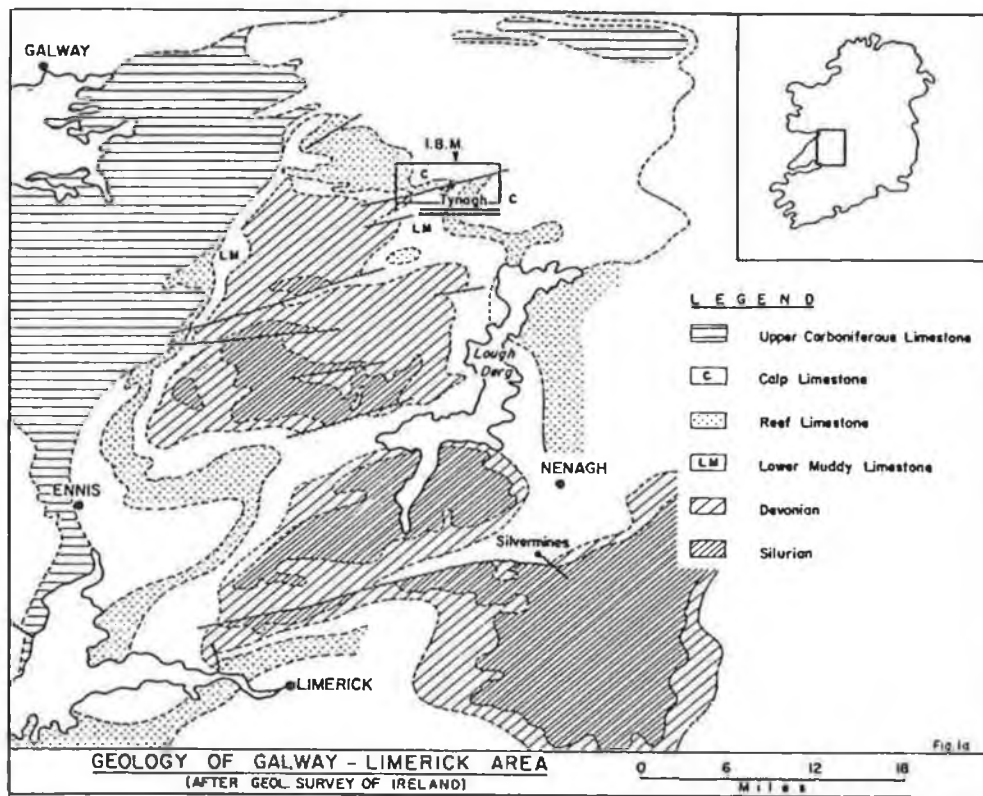 GALWAY
I.B.M.
C
Tynagh
C
LM
LM
Lough
Derg
ENNIS
NENAGH
Silvermines
LIMERICK
LEGEND
Upper Carboniferous Limestone
C Calp Limestone
Reef Limestone
LM Lower Muddy Limestone
Devonian
Silurian
Fig. 1a
GEOLOGY OF GALWAY - LIMERICK AREA
(AFTER GEOL. SURVEY OF IRELAND)
0 6 12 18
Miles